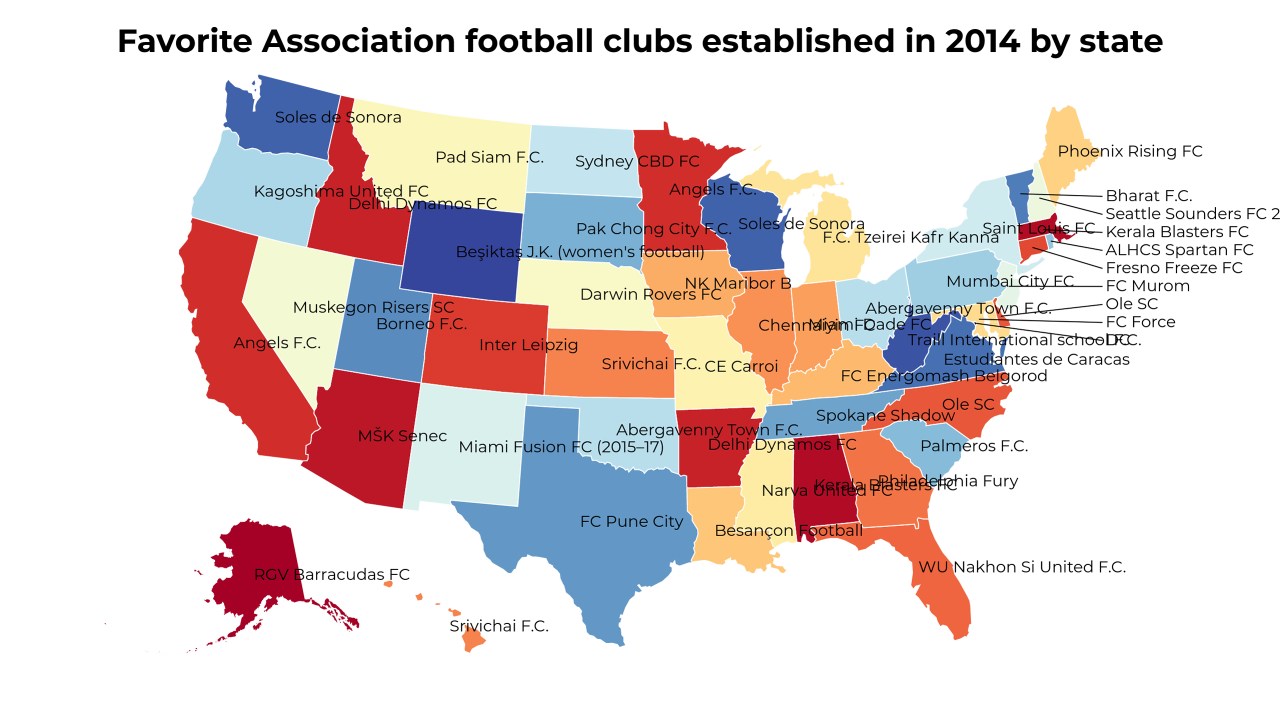 Favorite Association football clubs established in 2014 by state
Soles de Sonora
Phoenix Rising FC
Pad Siam F.C.
Sydney CBD FC
Angels F.C.
Kagoshima United FC
Delhi Dynamos FC
Bharat F.C.
Seattle Sounders FC 2
Soles de Sonora
Pak Chong City F.C.
Saint Louis FC
Kerala Blasters FC
F.C. Tzeirei Kafr Kanna
ALHCS Spartan FC
Beşiktaş J.K. (women's football)
Fresno Freeze FC
NK Maribor B
Mumbai City FC
FC Murom
Darwin Rovers FC
Ole SC
Muskegon Risers SC
Abergavenny Town F.C.
Borneo F.C.
Chennaiyin FC
Miami Dade FC
FC Force
Angels F.C.
Inter Leipzig
Traill International school F.C.
Estudiantes de Caracas
Srivichai F.C.
CE Carroi
FC Energomash Belgorod
Ole SC
Spokane Shadow
MŠK Senec
Abergavenny Town F.C.
Miami Fusion FC (2015–17)
Delhi Dynamos FC
Palmeros F.C.
Philadelphia Fury
Narva United FC
Kerala Blasters FC
FC Pune City
Besançon Football
WU Nakhon Si United F.C.
RGV Barracudas FC
Srivichai F.C.